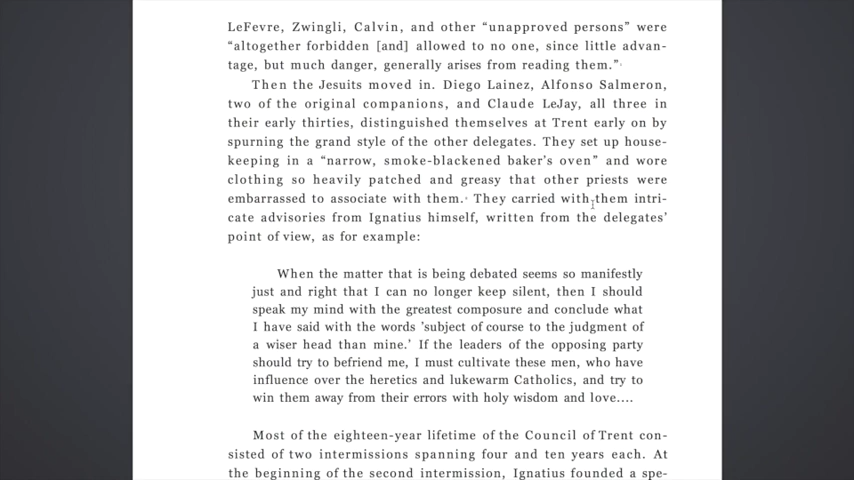 LeFevre, Zwingli, Calvin, and other “unapproved persons” were
“altogether forbidden [and] allowed to no one, since little advan-
tage, but much danger, generally arises from reading them.”
Then the Jesuits moved in. Diego Lainez, Alfonso Salmeron,
two of the original companions, and Claude LeJay, all three in
their early thirties, distinguished themselves at Trent early on by
spurning the grand style of the other delegates. They set up house-
keeping in a “narrow, smoke-blackened baker’s oven” and wore
clothing so heavily patched and greasy that other priests were
embarrassed to associate with them. They carried with them intri-
cate advisories from Ignatius himself, written from the delegates’
point of view, as for example:
When the matter that is being debated seems so manifestly
just and right that I can no longer keep silent, then I should
speak my mind with the greatest composure and conclude what
I have said with the words ’subject of course to the judgment of
a wiser head than mine.’ If the leaders of the opposing party
should try to befriend me, I must cultivate these men, who have
influence over the heretics and lukewarm Catholics, and try to
win them away from their errors with holy wisdom and love....
Most of the eighteen-year lifetime of the Council of Trent con-
sisted of two intermissions spanning four and ten years each. At
the beginning of the second intermission, Ignatius founded a spe-